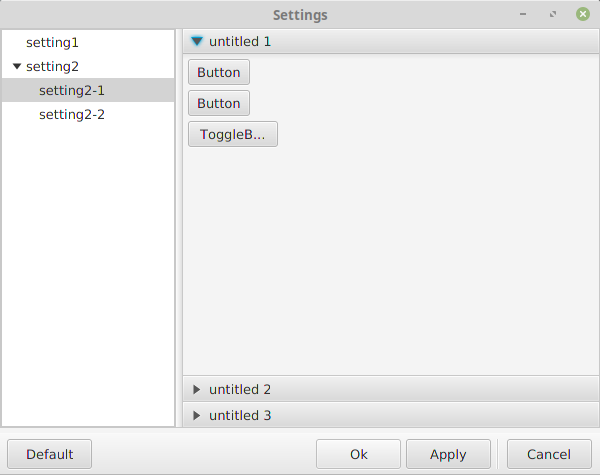 Settings
setting1
setting2
setting2-1
setting2-2
untitled 1
Button
Button
ToggleB...
untitled 2
untitled 3
Default
Ok
Apply
Cancel